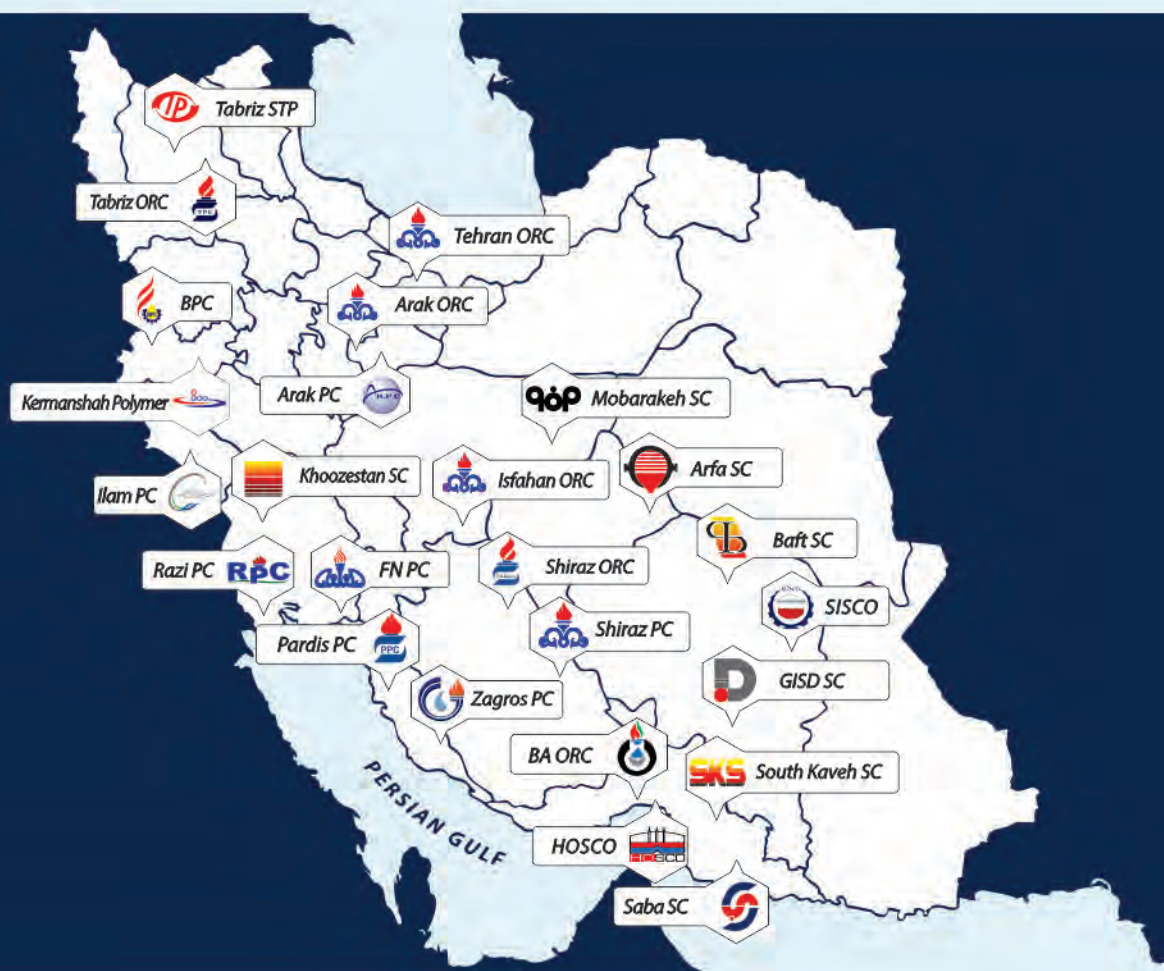 Tabriz STP
Tabriz ORC
TPC
Tehran ORC
BPC
Arak ORC
Kermanshah Polymer
Arak PC
Mobarakeh SC
Ilam PC
Khoozestan SC
Isfahan ORC
Arfa SC
Baft SC
Razi PC
RPC
FN PC
Shiraz ORC
SISCO
Pardis PC
PPC
Shiraz PC
Zagros PC
GISD SC
BA ORC
SKS
South Kaveh SC
PERSIAN GULF
HOSCO
HOSCO
Saba SC